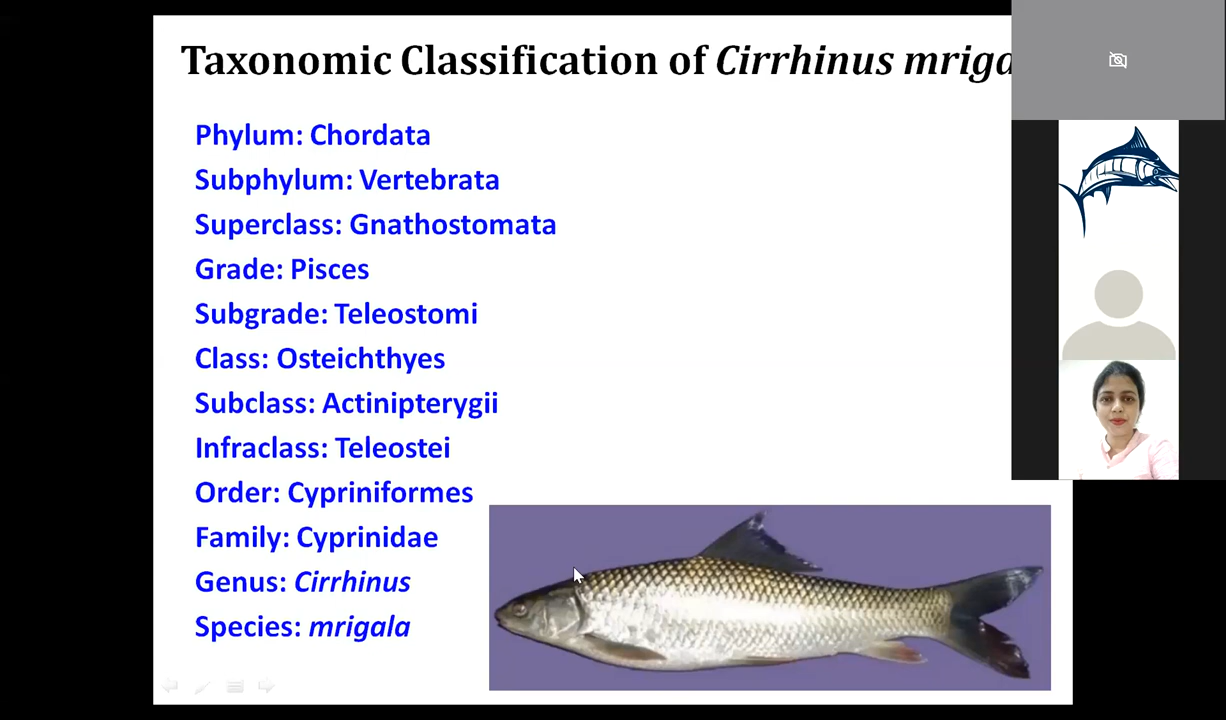 Taxonomic Classification of Cirrhinus
Phylum: Chordata
Subphylum: Vertebrata
Superclass: Gnathostomata
Grade: Pisces
Subgrade: Teleostomi
Class: Osteichthyes
Subclass: Actinipterygii
Infraclass: Teleostei
Order: Cypriniformes
Family: Cyprinidae
Genus: Cirrhinus
Species: mrigala